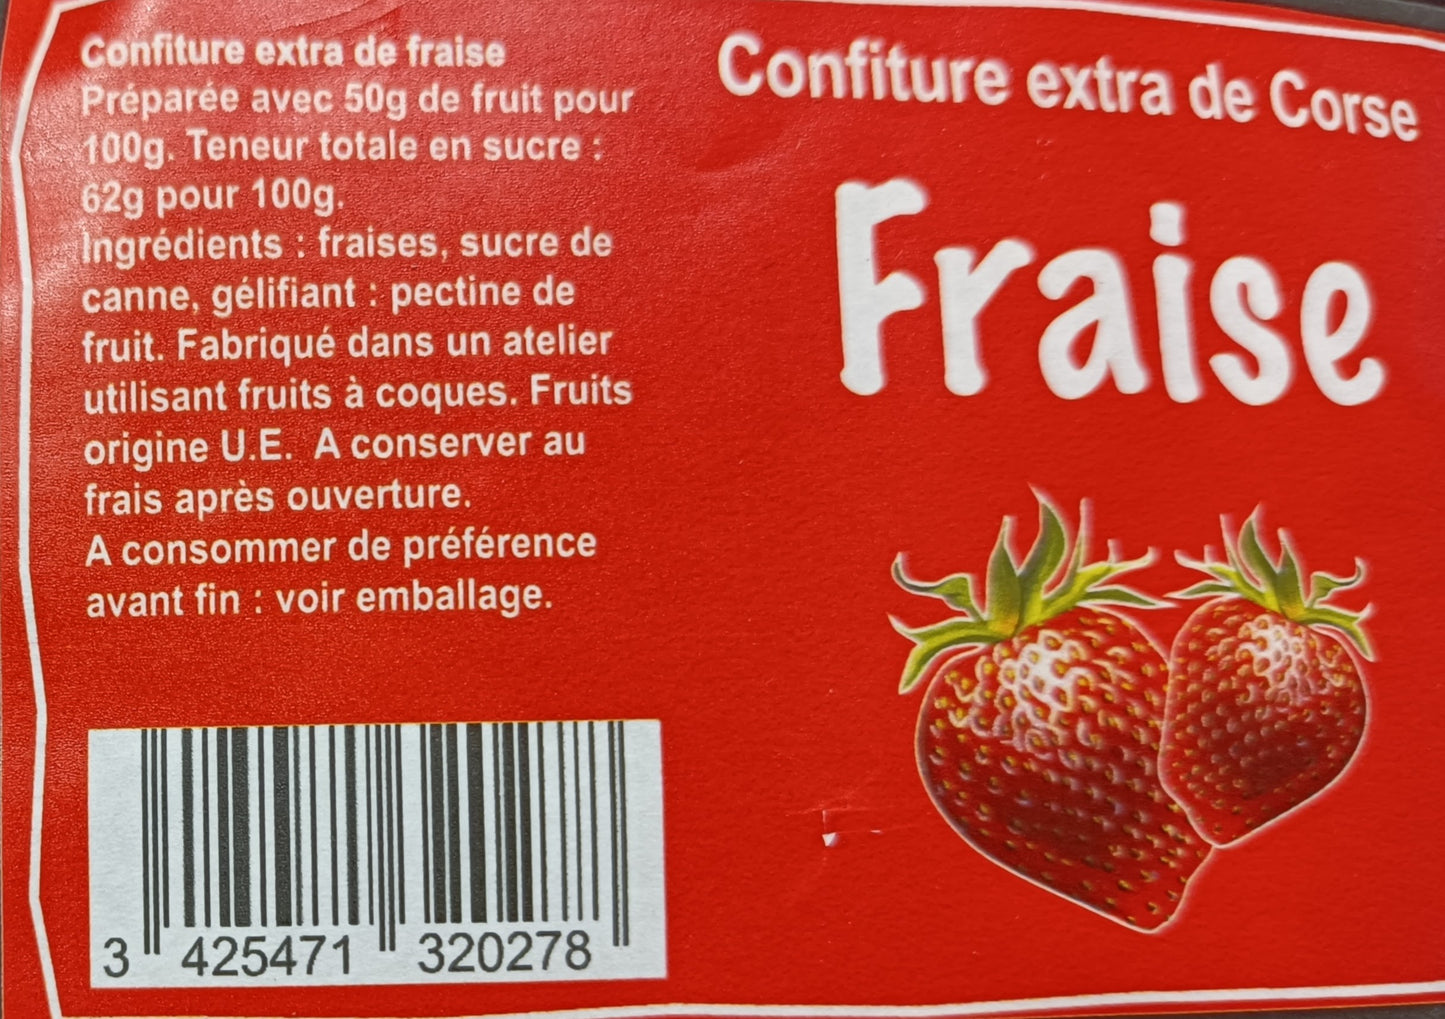 Confiture extra de fraise
Préparée avec 50g de fruit pour
100g. Teneur totale en sucre :
62g pour 100g.
Ingrédients : fraises, sucre de
canne, gélifiant : pectine de
fruit. Fabriqué dans un atelier
utilisant fruits à coques. Fruits
origine U.E. A conserver au
frais après ouverture.
A consommer de préférence
avant fin : voir emballage.
3 425471 320278
Confiture extra de Corse
Fraise